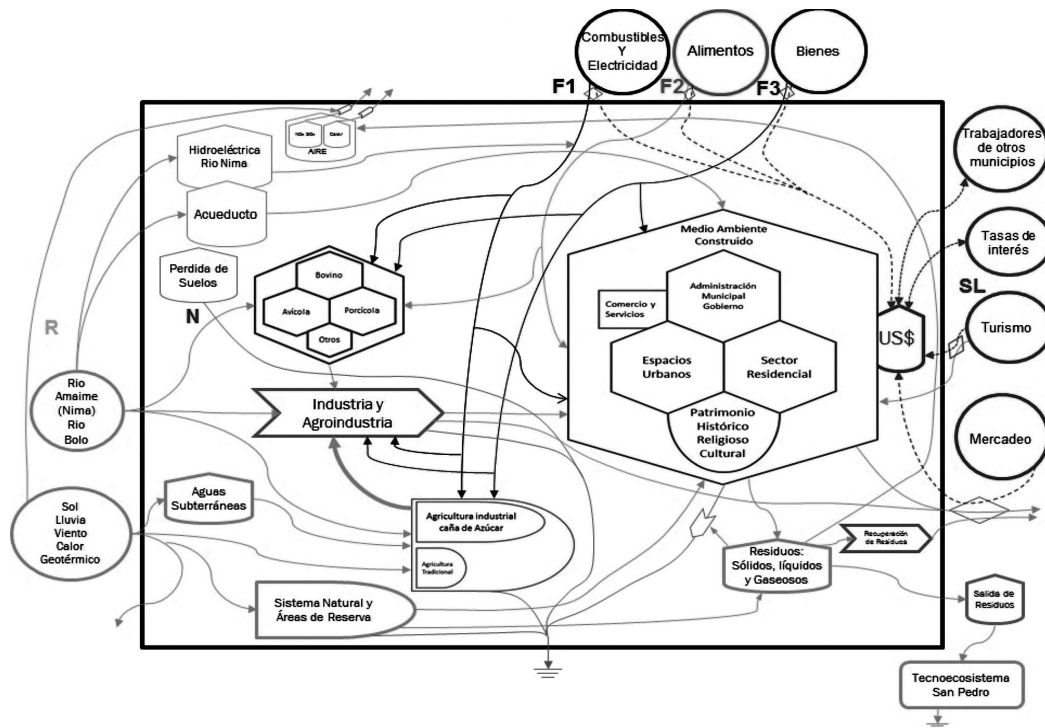 Combustibles
Y
Electricidad
Alimentos
Bienes
F1
F2
F3
Trabajadores
de otros
municipios
Tasas de
interés
SL
Turismo
Mercadeo
US$
AIRE
Calor
Hidroeléctrica
Rio Nima
Acueducto
Perdida de
Suelos
R
N
Rio
Amaime
(Nima)
Rio
Bolo
Sol
Lluvia
Viento
Calor
Geotérmico
Bovino
Avícola
Porcícola
Otros
Industria y
Agroindustria
Aguas
Subterráneas
Agricultura industrial
caña de Azúcar
Agricultura
Tradicional
Sistema Natural y
Áreas de Reserva
Medio Ambiente
Construido
Administración
Municipal
Gobierno
Comercio y
Servicios
Espacios
Urbanos
Sector
Residencial
Patrimonio
Histórico
Religioso
Cultural
Residuos:
Sólidos, líquidos
y Gaseosos
Recuperación
de Residuos
Salida de
Residuos
Tecnoecosistema
San Pedro